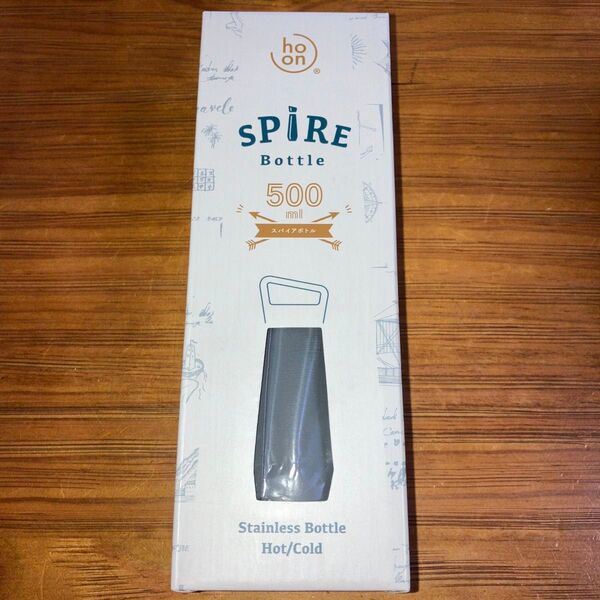 ho
on
®
SPiRE
Bottle
500
ml
スパイアボトル
Stainless Bottle
Hot/Cold